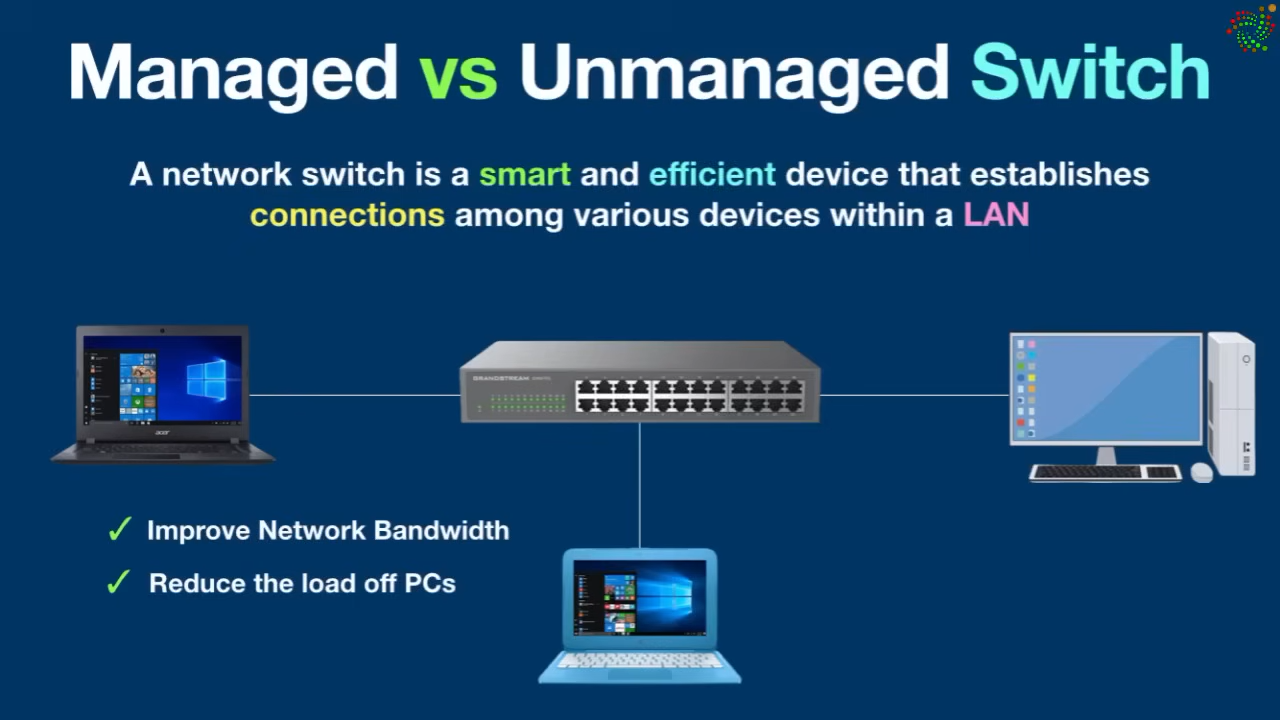 Managed vs Unmanaged Switch
A network switch is a smart and efficient device that establishes
connections among various devices within a LAN
GRANDSTREAM
acer
✓ Improve Network Bandwidth
✓ Reduce the load off PCs